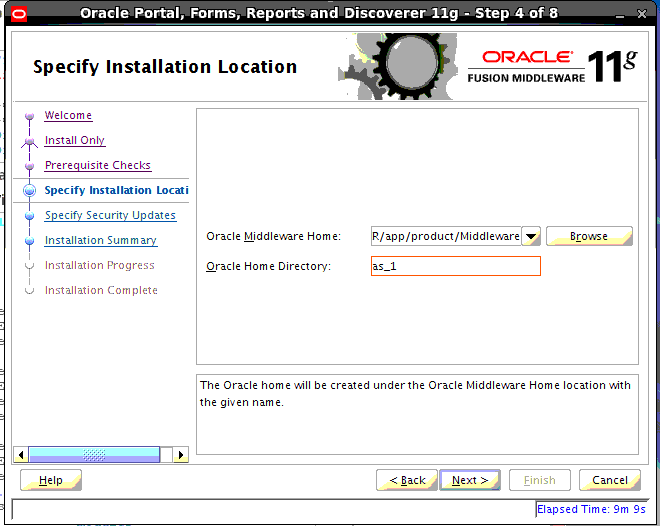 Oracle Portal, Forms, Reports and Discoverer 11g - Step 4 of 8
Specify Installation Location
ORACLE
FUSION MIDDLEWARE 11g
Welcome
Install Only
Prerequisite Checks
Specify Installation Locati
Specify Security Updates
Installation Summary
Installation Progress
Installation Complete
Oracle Middleware Home: R/app/product/Middleware Browse
Oracle Home Directory: as_1
The Oracle home will be created under the Oracle Middleware Home location with
the given name.
Help < Back Next > Finish Cancel
Elapsed Time: 9m 9s